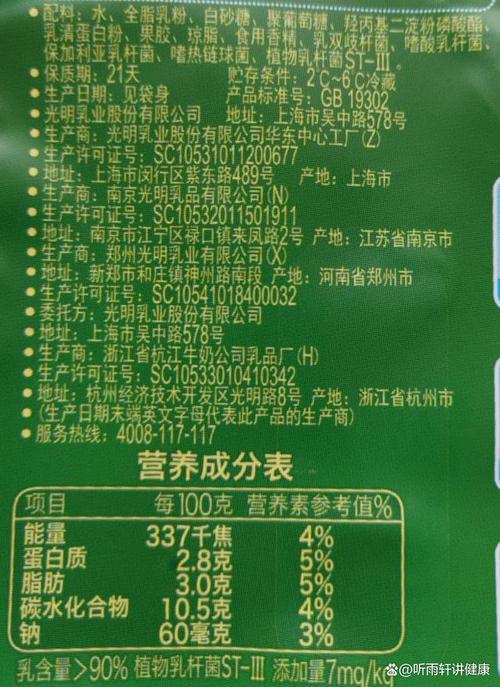 配料：水、全脂乳粉、白砂糖、聚葡萄糖、羟丙基二淀粉磷酸酯、
乳清蛋白粉、果胶、琼脂、食用香精、乳双歧杆菌、嗜酸乳杆菌、
保加利亚乳杆菌、嗜热链球菌、植物乳杆菌ST-Ⅲ。
• 保质期：21天 贮存条件：2℃~6℃冷藏
• 生产日期：见袋身 产品标准号：GB 19302
• 光明乳业股份有限公司 地址：上海市吴中路578号
• 生产商：光明乳业股份有限公司华东中心工厂(Z)
• 生产许可证号：SC10531011200677
• 地址：上海市闵行区紫东路489号 产地：上海市
• 生产商：南京光明乳品有限公司(N)
• 生产许可证号：SC10532011501911
• 地址：南京市江宁区禄口镇来凤路2号 产地：江苏省南京市
• 生产商：郑州光明乳业有限公司(X)
• 地址：新郑市和庄镇神州路南段 产地：河南省郑州市
• 生产许可证号：SC10541018400032
• 委托方：光明乳业股份有限公司
• 地址：上海市吴中路578号
• 生产商：浙江省杭江牛奶公司乳品厂(H)
• 生产许可证号：SC10533010410342
• 地址：杭州经济技术开发区光明路8号 产地：浙江省杭州市
• (生产日期末端英文字母代表此产品的生产商)
• 服务热线：4008-117-117
营养成分表
项目 每100克 营养素参考值%
能量 337千焦 4%
蛋白质 2.8克 5%
脂肪 3.0克 5%
碳水化合物 10.5克 4%
钠 60毫克 3%
乳含量>90% 植物乳杆菌ST-Ⅲ 添加量7mg/kg
@听雨轩讲健康